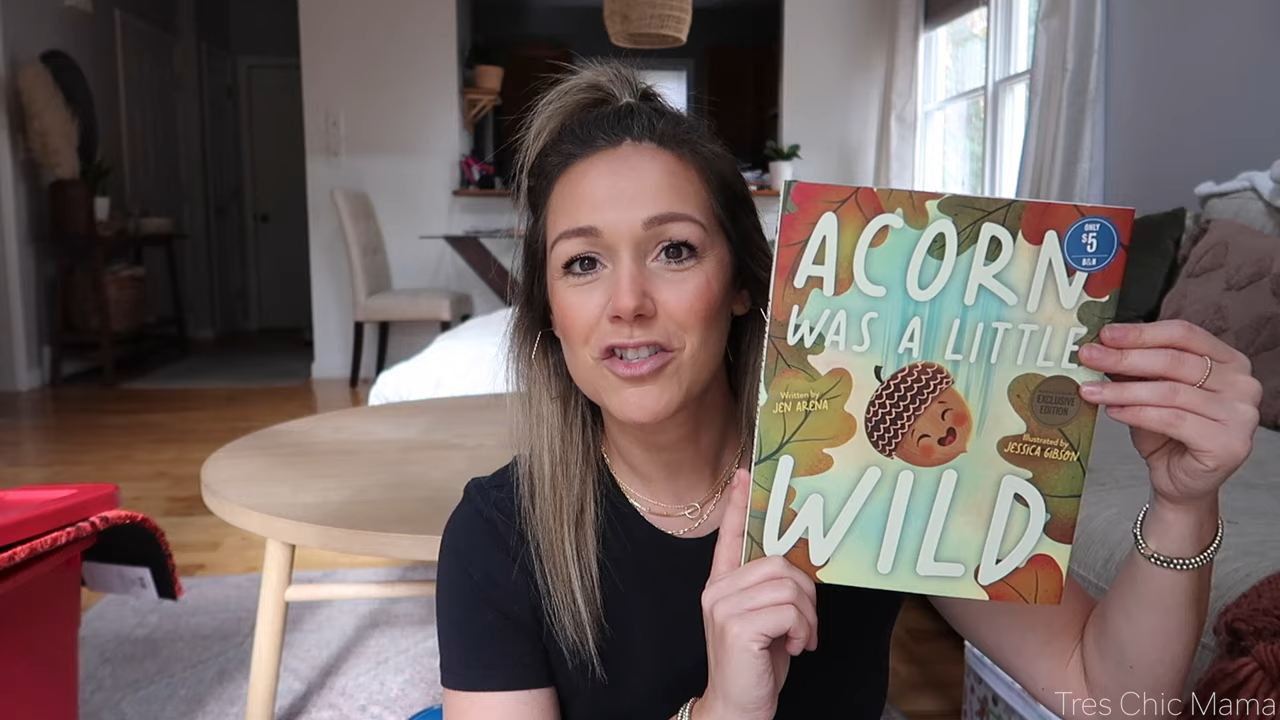 ACORN
WAS A LITTLE
WILD
Written by
JEN ARENA
Illustrated by
JESSICA GIBSON
ONLY
$5
B&N
EXCLUSIVE
EDITION
Tres Chic Mama